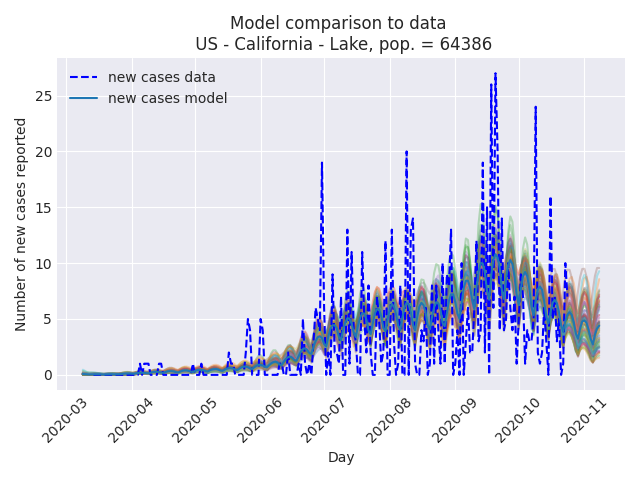 Model comparison to data
US - California - Lake, pop. = 64386
new cases data
new cases model
Number of new cases reported
25
20
15
10
5
0
2020-03
2020-04
2020-05
2020-06
2020-07
2020-08
2020-09
2020-10
2020-11
Day